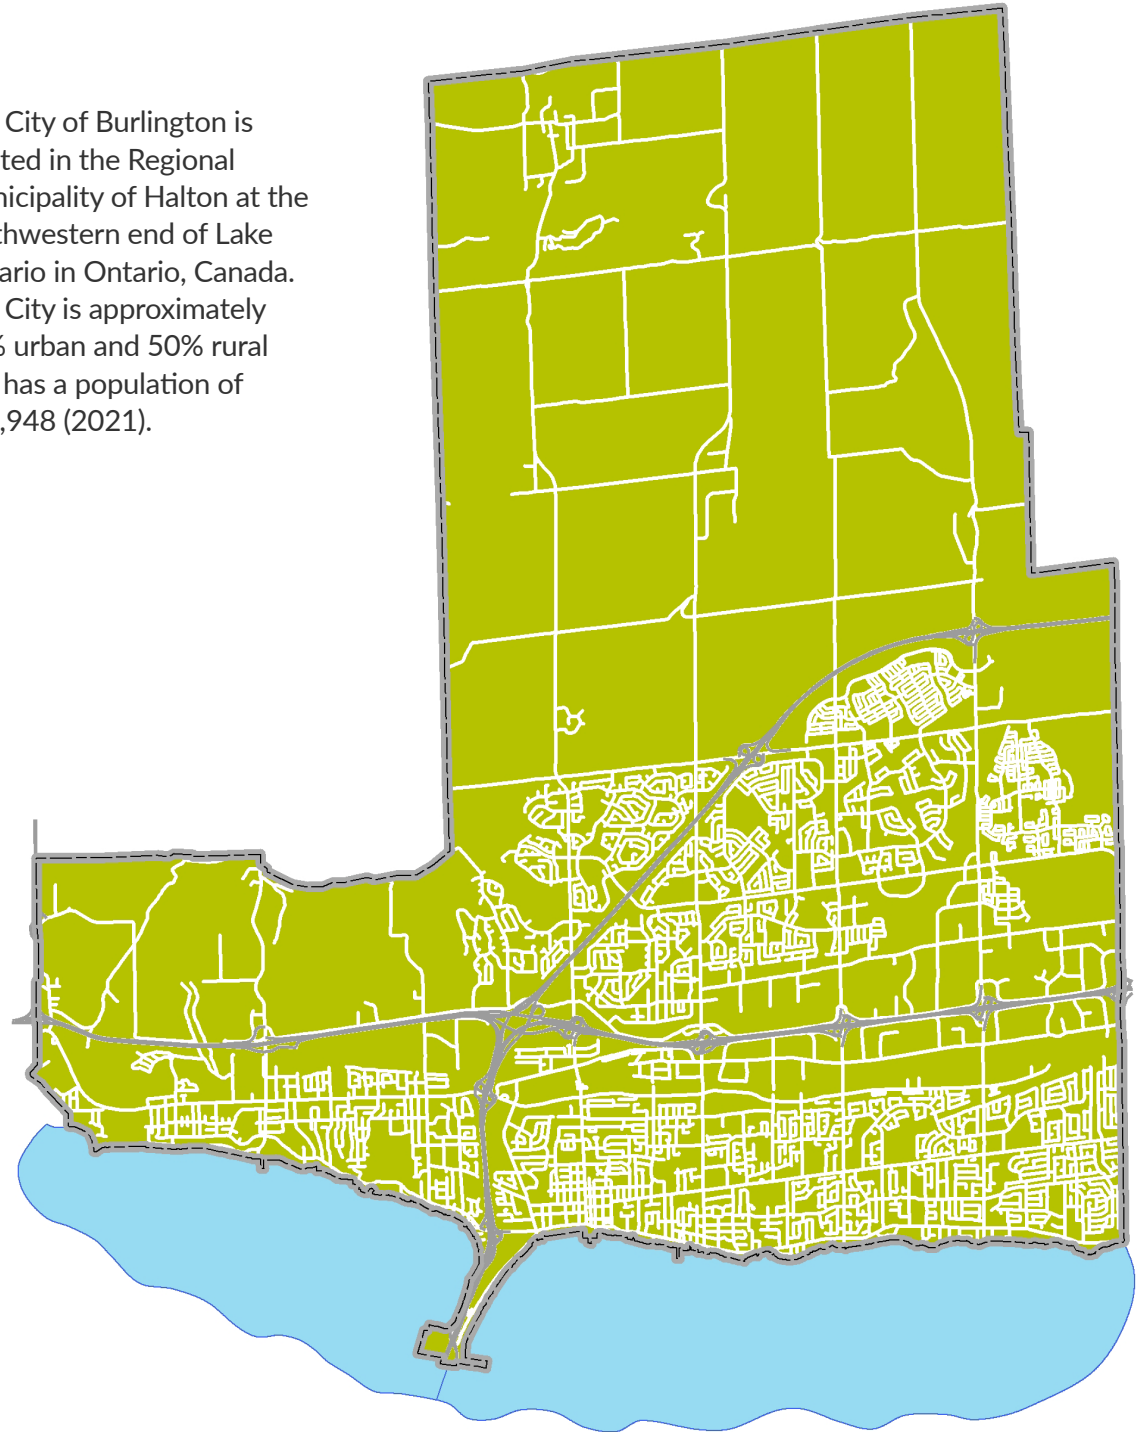 City of Burlington is
ted in the Regional
nicipality of Halton at the
thwestern end of Lake
ario in Ontario, Canada.
City is approximately
% urban and 50% rural
has a population of
,948 (2021).